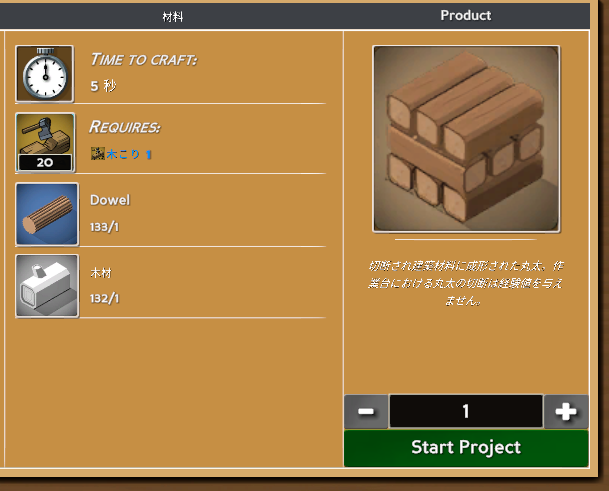 材料
Product
TIME TO CRAFT:
5 秒
REQUIRES:
20
木こり 1
Dowel
133/1
木材
132/1
切断され建築材料に成形された丸太、作
業台における丸太の切断は経験値を与え
ません。
1
Start Project